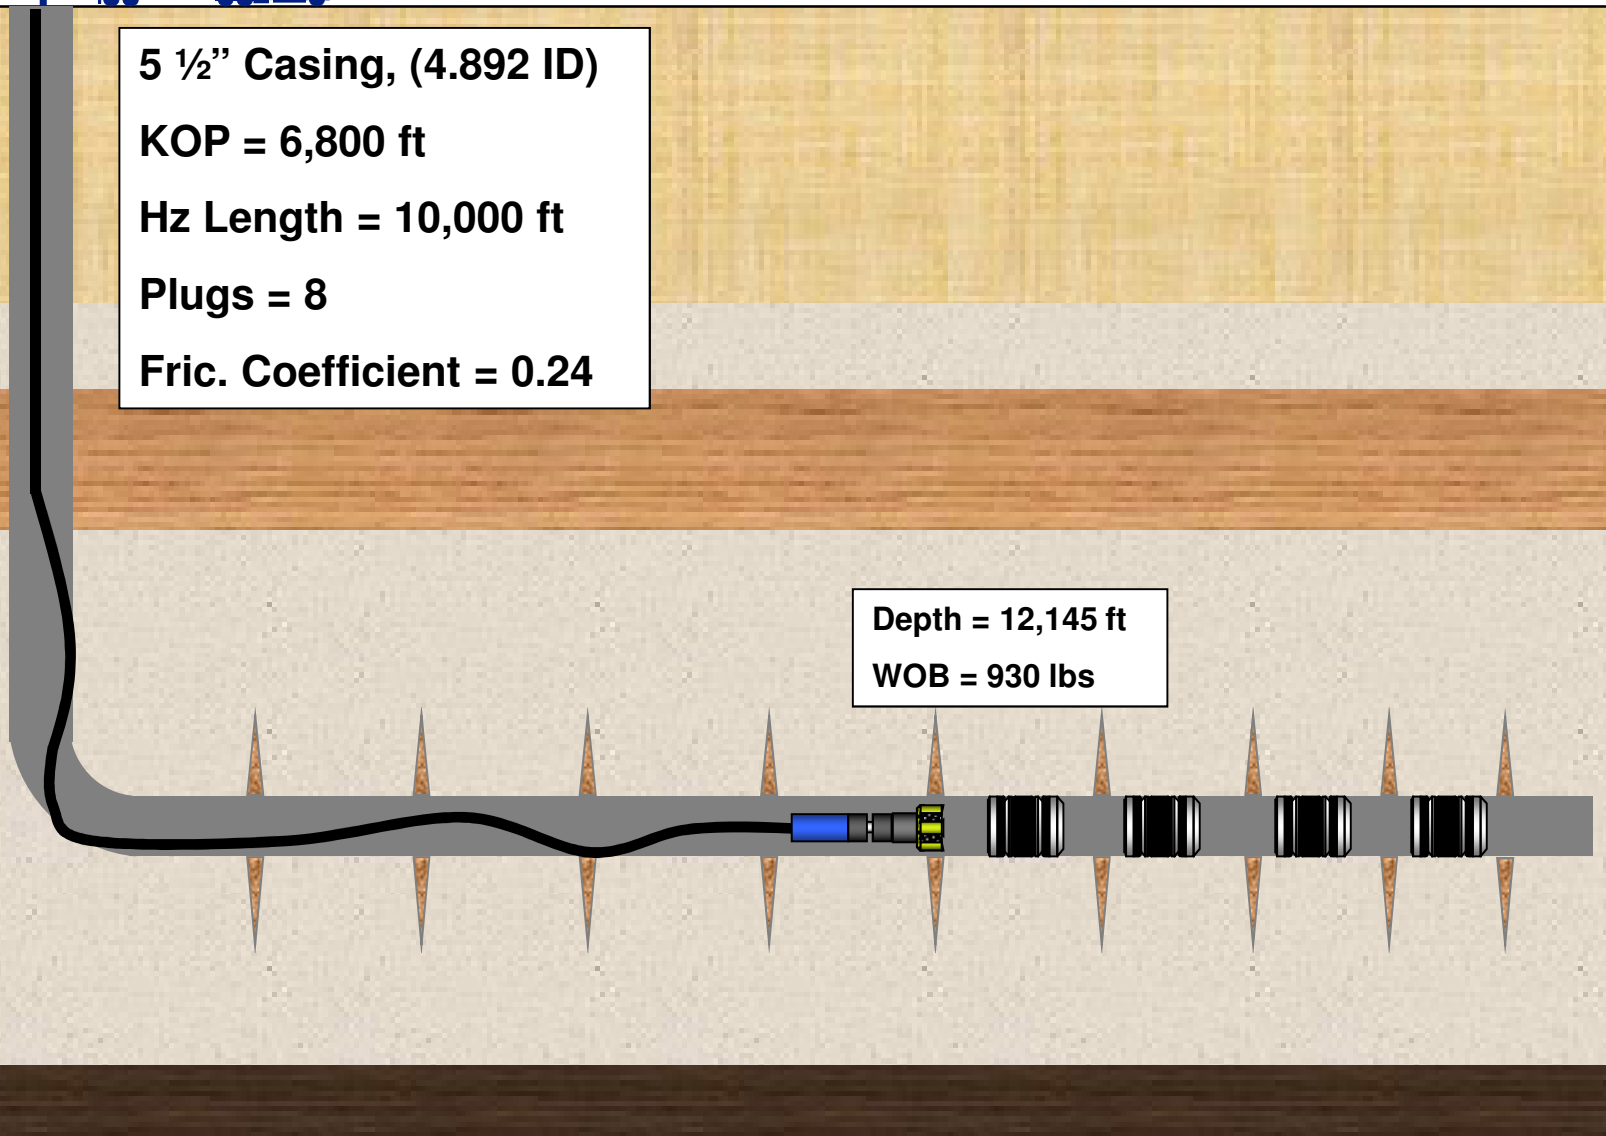 5 ½” Casing, (4.892 ID)
KOP = 6,800 ft
Hz Length = 10,000 ft
Plugs = 8
Fric. Coefficient = 0.24
Depth = 12,145 ft
WOB = 930 lbs